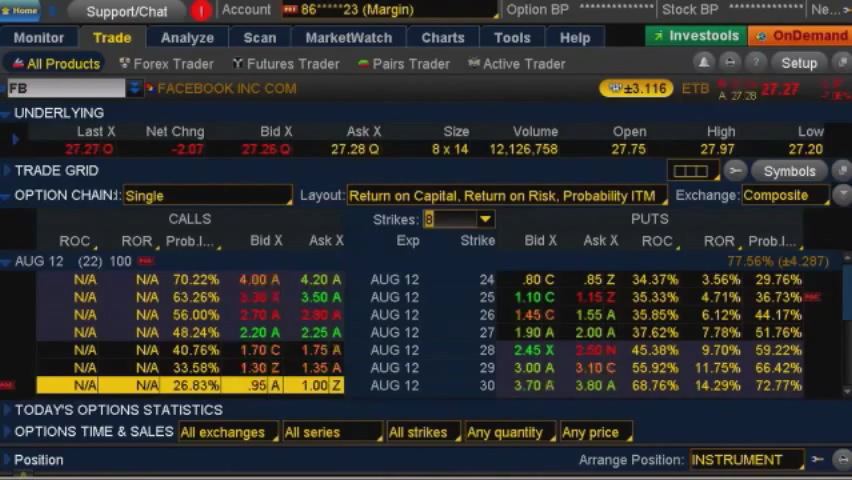 Home Support/Chat ! Account 86*****23 (Margin) Option BP ************* Stock BP ************* Ne...
Monitor Trade Analyze Scan MarketWatch Charts Tools Help Investools OnDemand
All Products Forex Trader Futures Trader Pairs Trader Active Trader ? Setup
FB FACEBOOK INC COM ±3.116 ETB A: 27.28 27.27
UNDERLYING
Last X Net Chng Bid X Ask X Size Volume Open High Low
27.27 Q -2.07 27.26 Q 27.28 Q 8 x 14 12,126,758 27.75 27.97 27.20
TRADE GRID Symbols
OPTION CHAIN: Single Layout: Return on Capital, Return on Risk, Probability ITM Exchange: Composite
CALLS Strikes: 8 PUTS
ROC ROR Prob.I... Bid X Ask X Exp Strike Bid X Ask X ROC ROR Prob.I...
AUG 12 (22) 100 77.56% (±4.287)
N/A N/A 70.22% 4.00 A 4.20 A AUG 12 24 .80 C .85 Z 34.37% 3.56% 29.76%
N/A N/A 63.26% 3.30 X 3.50 A AUG 12 25 1.10 C 1.15 Z 35.33% 4.71% 36.73%
N/A N/A 56.00% 2.70 A 2.80 A AUG 12 26 1.45 C 1.55 A 35.85% 6.12% 44.17%
N/A N/A 48.24% 2.20 A 2.25 A AUG 12 27 1.90 A 2.00 A 37.62% 7.78% 51.76%
N/A N/A 40.76% 1.70 C 1.75 A AUG 12 28 2.45 X 2.50 N 45.38% 9.70% 59.22%
N/A N/A 33.58% 1.30 Z 1.35 A AUG 12 29 3.00 A 3.10 C 55.92% 11.75% 66.42%
N/A N/A 26.83% .95 A 1.00 Z AUG 12 30 3.70 A 3.80 A 68.76% 14.29% 72.77%
TODAY'S OPTIONS STATISTICS
OPTIONS TIME & SALES All exchanges All series All strikes Any quantity Any price
Position Arrange Position: INSTRUMENT